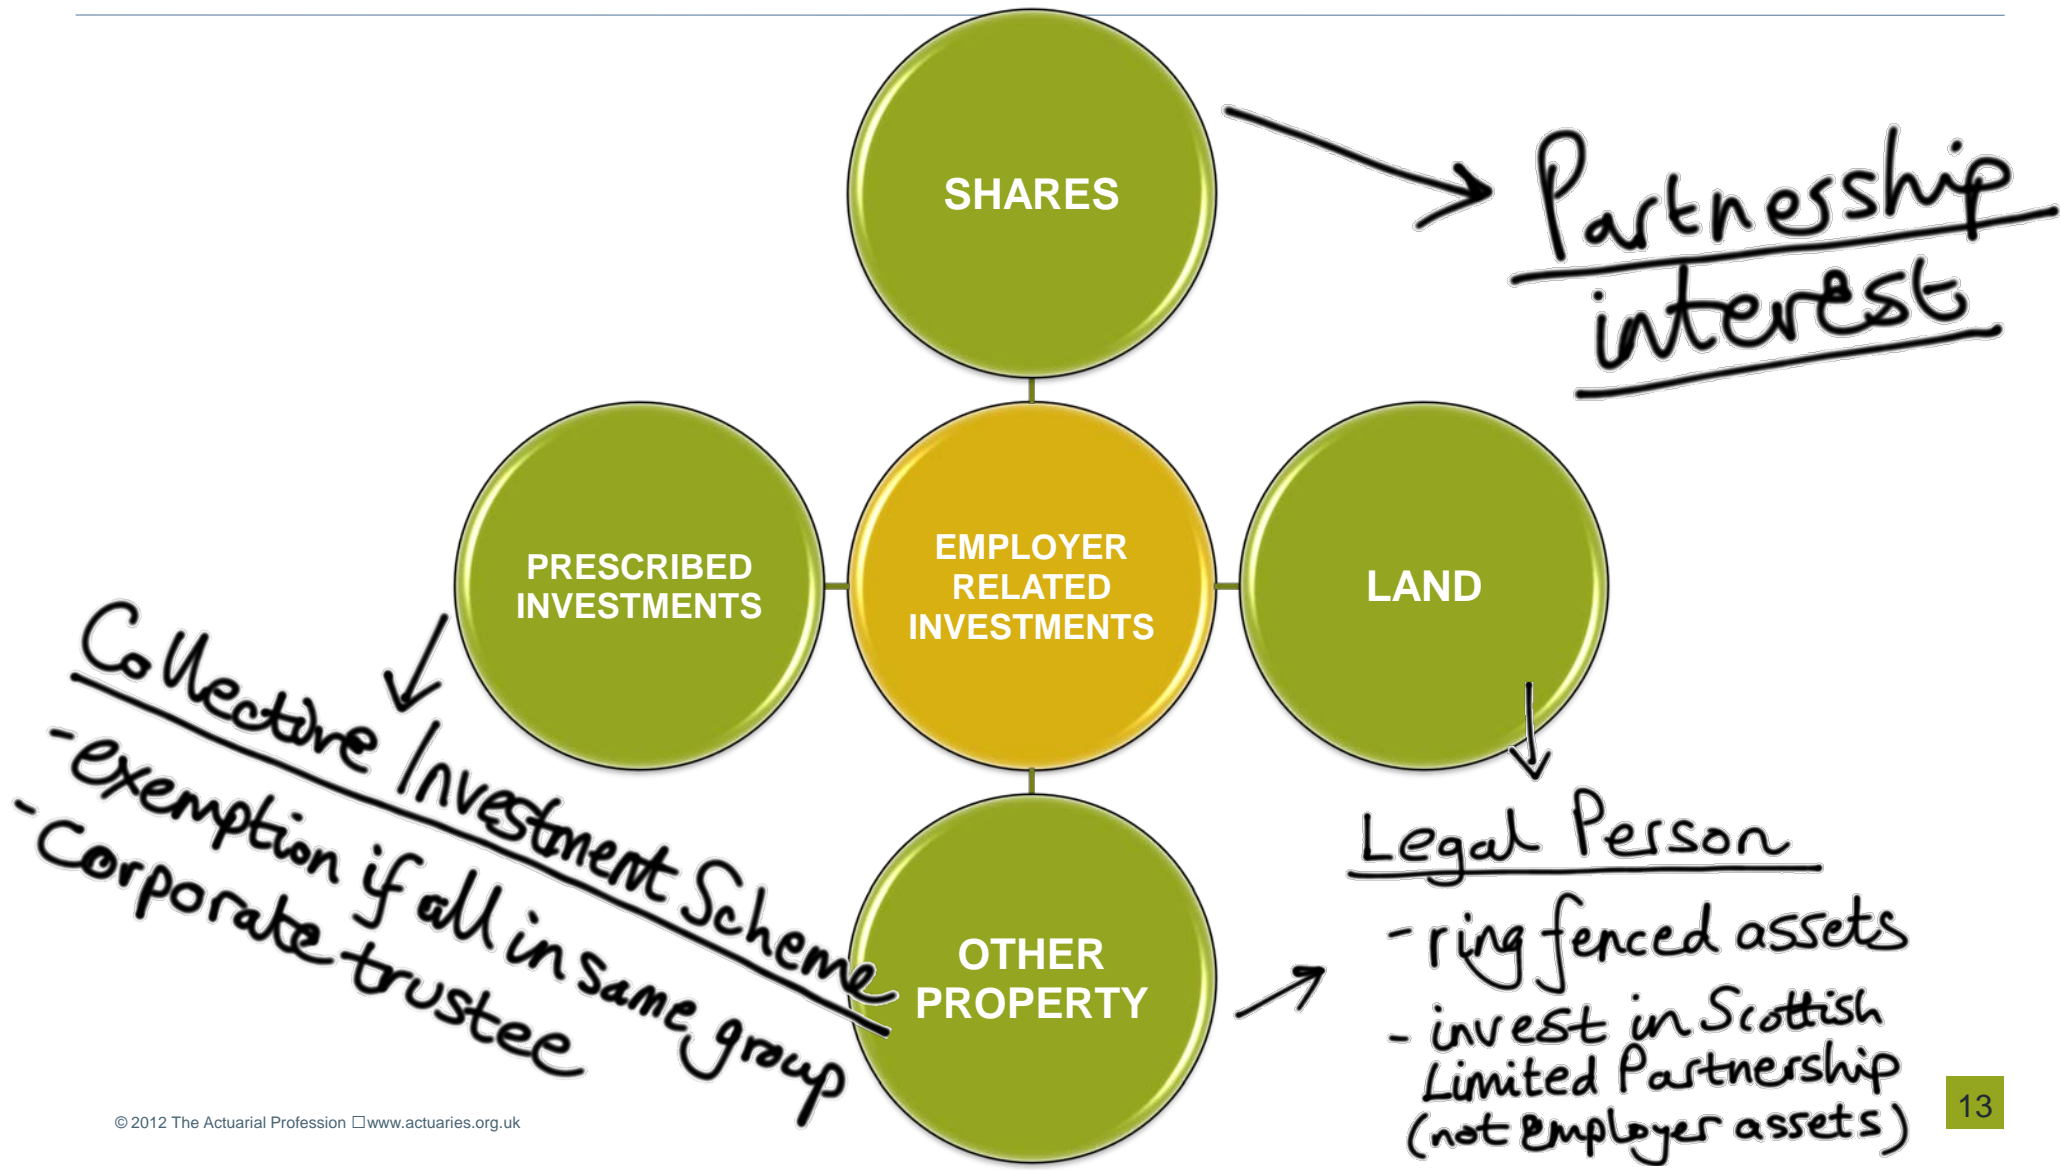 SHARES
Partnership
interest
PRESCRIBED
INVESTMENTS
EMPLOYER
RELATED
INVESTMENTS
LAND
Collective Investment Scheme
- exemption if all in same group
- corporate trustee
OTHER
PROPERTY
Legal Person
- ring fenced assets
- invest in Scottish
Limited Partnership
(not employer assets)
© 2012 The Actuarial Profession □ www.actuaries.org.uk
13